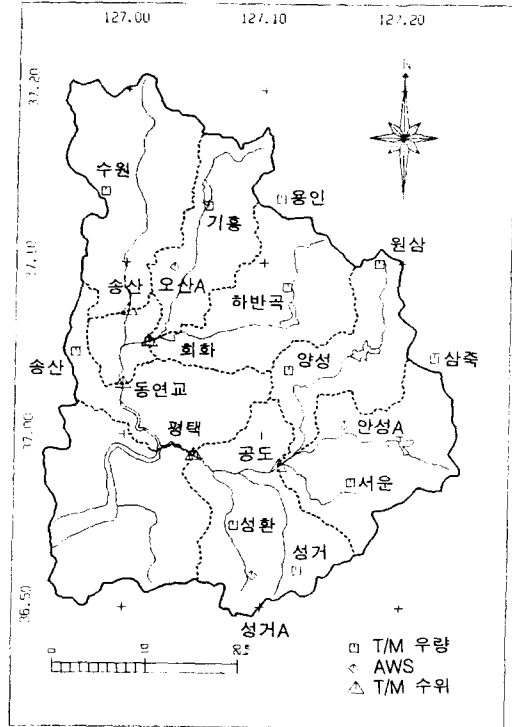 127.00 127.10 127.20
37.20
수원
용인
기흥
원삼
37.10
송산 오산A
하반곡
회화
송산
양성
삼죽
동연교
37.00
평택
공도
안성A
서운
성환
성거
36.50
성거A
T/M 우량
AWS
T/M 수위